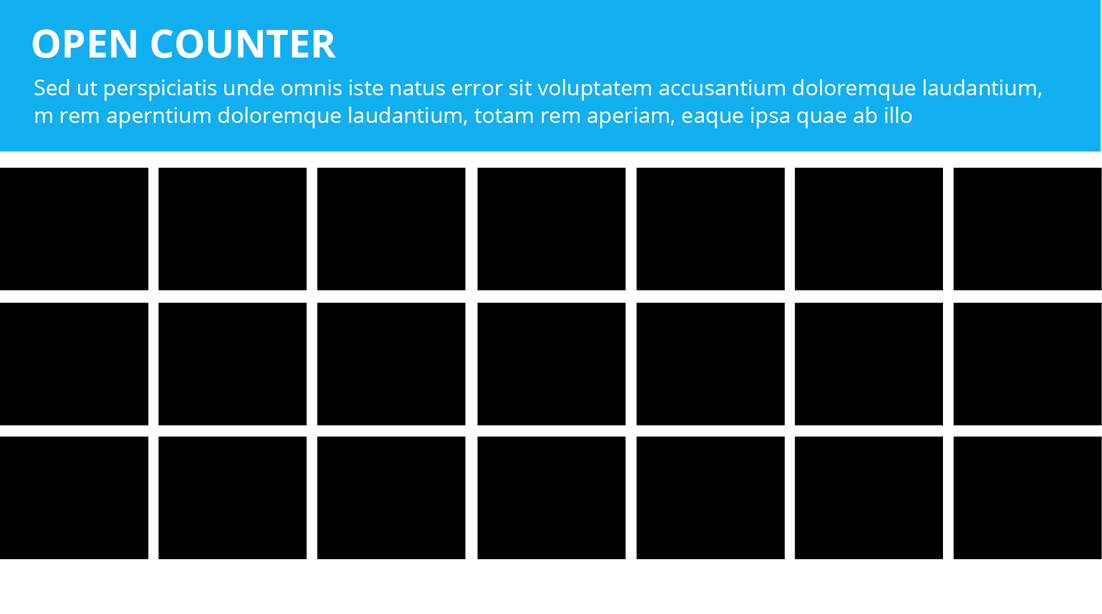 OPEN COUNTER
Sed ut perspiciatis unde omnis iste natus error sit voluptatem accusantium doloremque laudantium,
m rem aperntium doloremque laudantium, totam rem aperiam, eaque ipsa quae ab illo